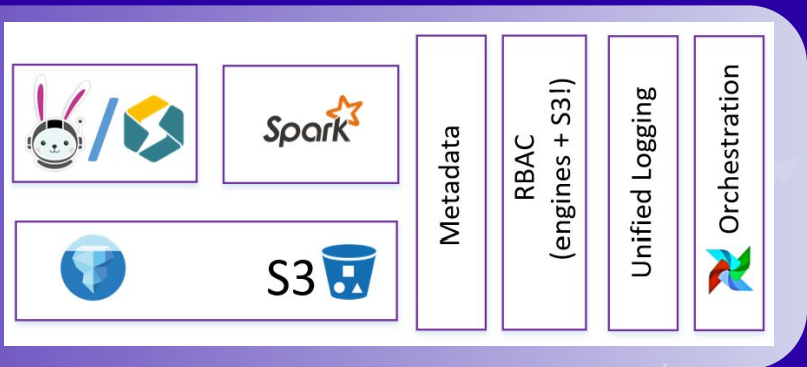 Spark
S3
Metadata
RBAC
(engines + S3!)
Unified Logging
Orchestration